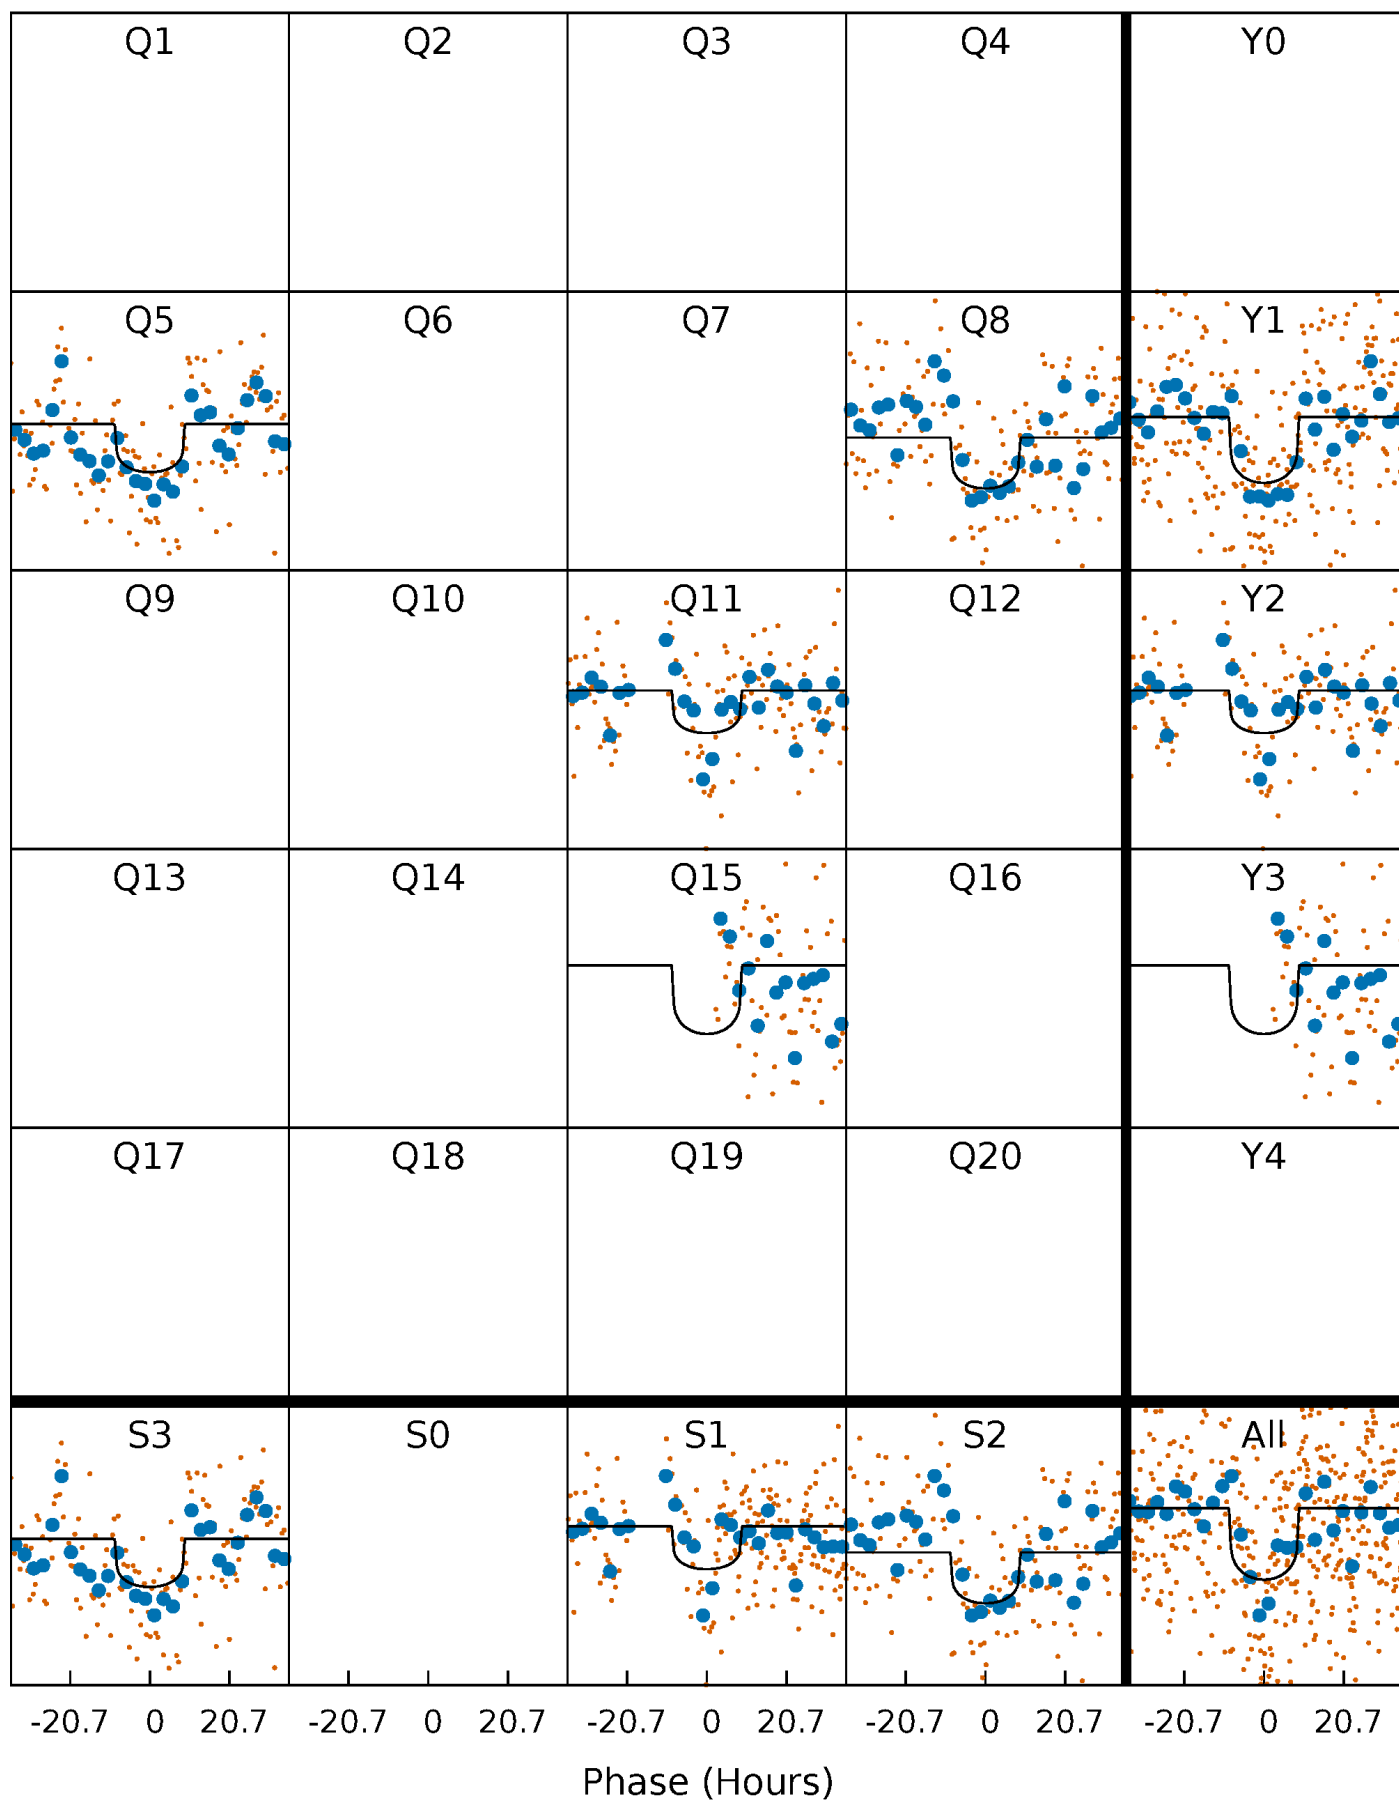 Q1 Q2 Q3 Q4 Y0
Q5 Q6 Q7 Q8 Y1
Q9 Q10 Q11 Q12 Y2
Q13 Q14 Q15 Q16 Y3
Q17 Q18 Q19 Q20 Y4
S3 S0 S1 S2 All
-20.7 0 20.7 -20.7 0 20.7 -20.7 0 20.7 -20.7 0 20.7 -20.7 0 20.7
Phase (Hours)